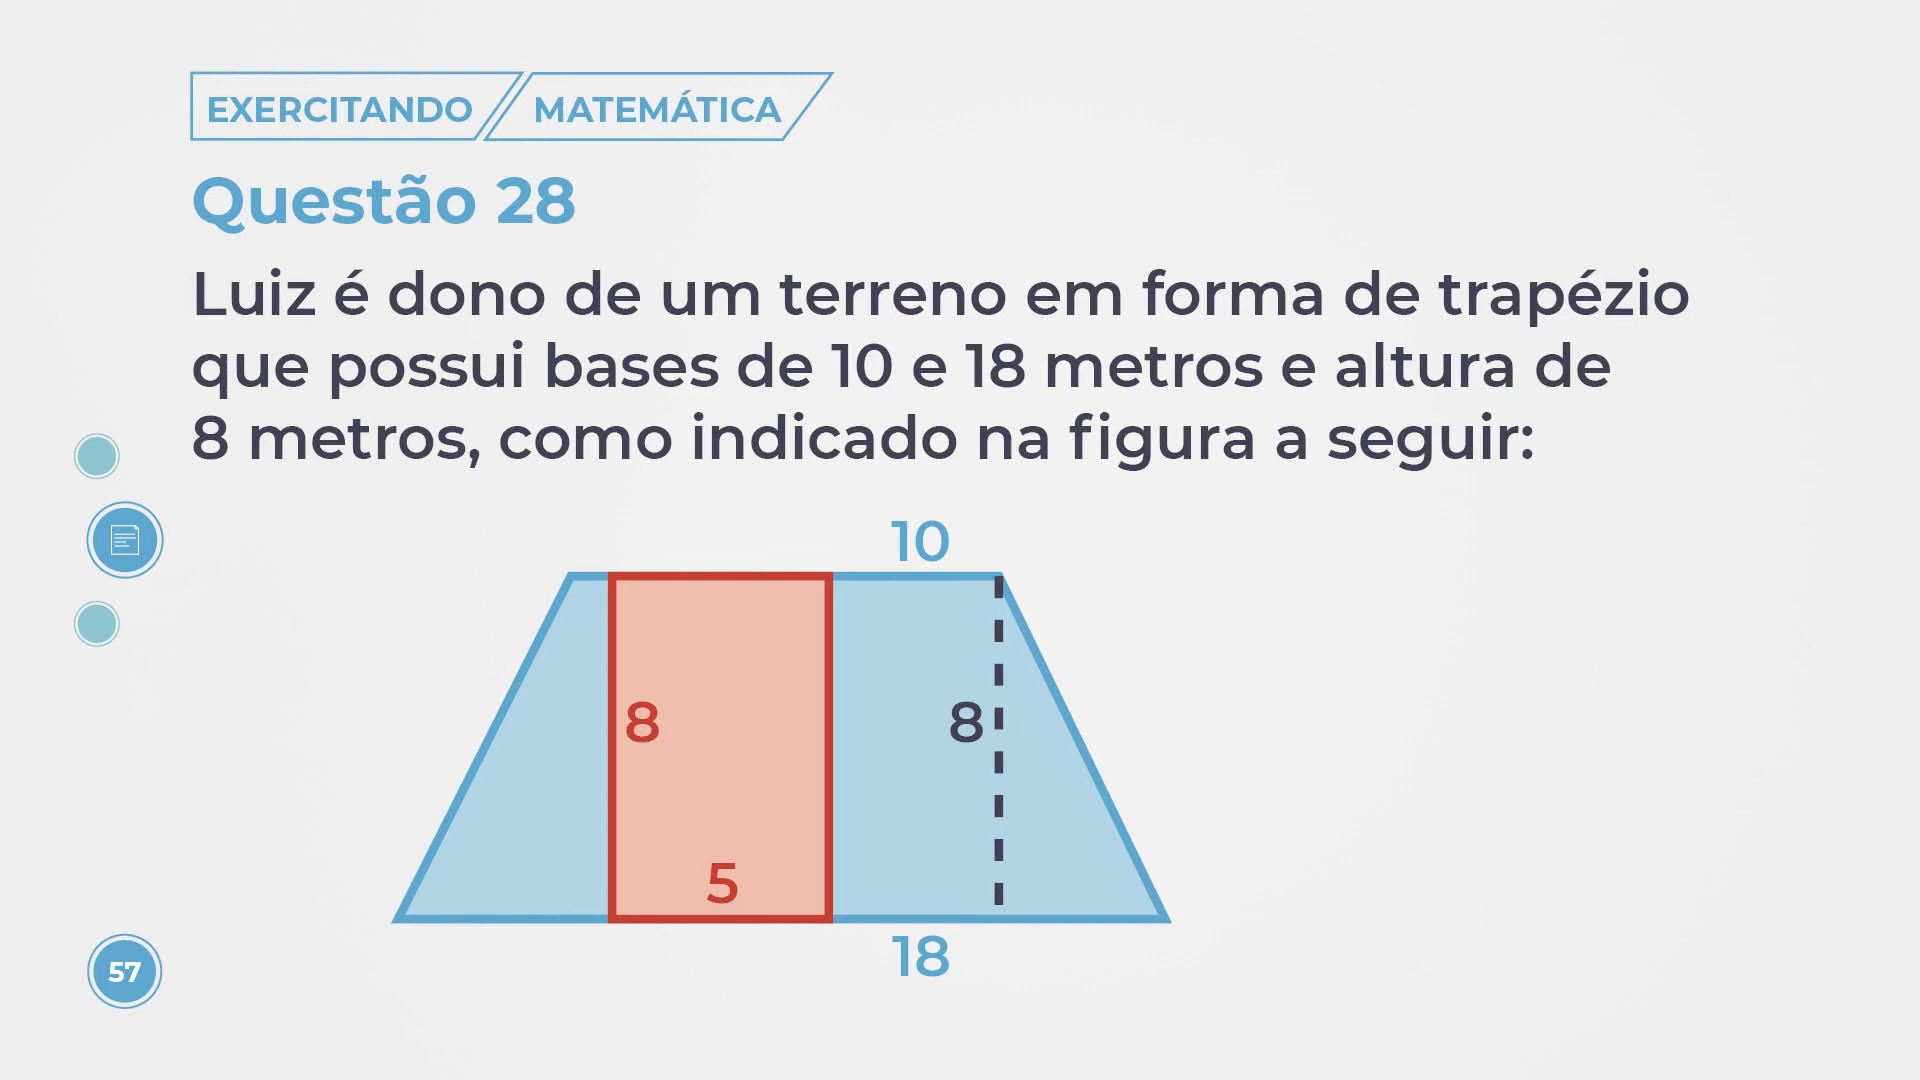 EXERCITANDO MATEMÁTICA
Questão 28
Luiz é dono de um terreno em forma de trapézio
que possui bases de 10 e 18 metros e altura de
8 metros, como indicado na figura a seguir:
10
8 8
5
18
57